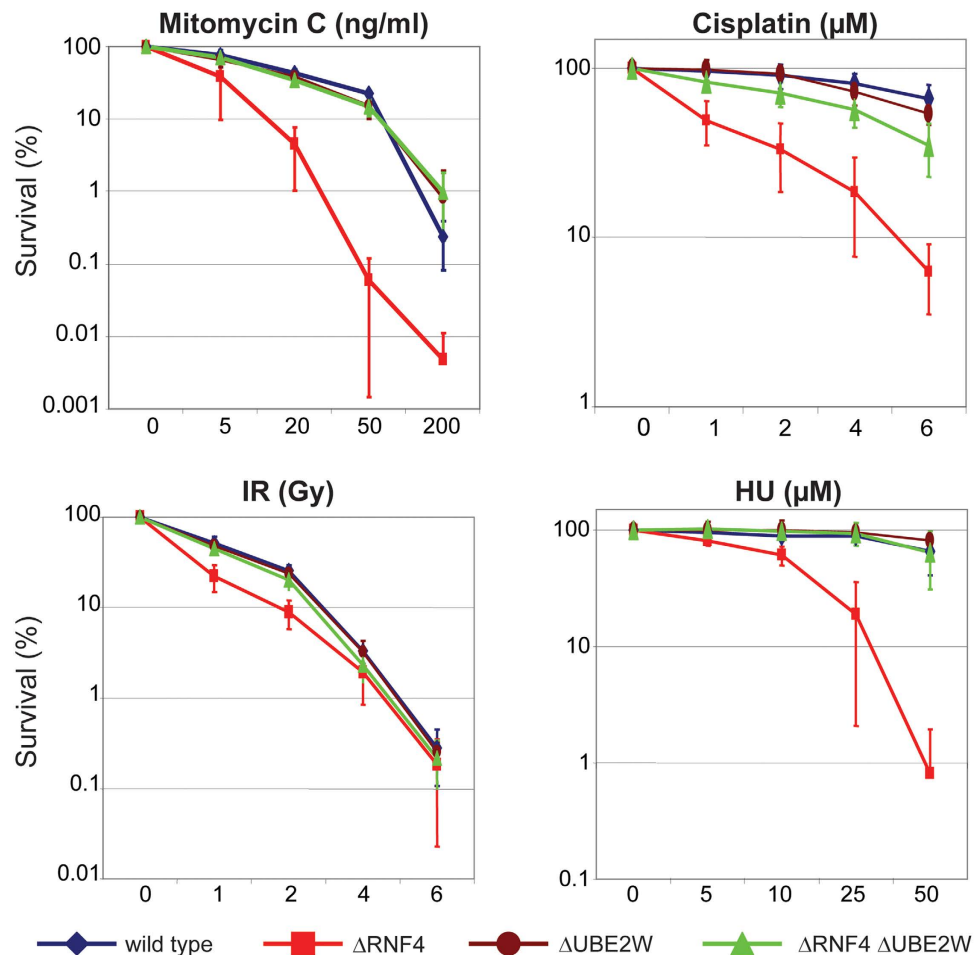 Mitomycin C (ng/ml)
Survival (%)
100
10
1
0.1
0.01
0.001
0 5 20 50 200
Cisplatin (µM)
100
10
1
0 1 2 4 6
IR (Gy)
Survival (%)
100
10
1
0.1
0.01
0 1 2 4 6
HU (µM)
100
10
1
0.1
0 5 10 25 50
wild type ΔRNF4 ΔUBE2W ΔRNF4 ΔUBE2W